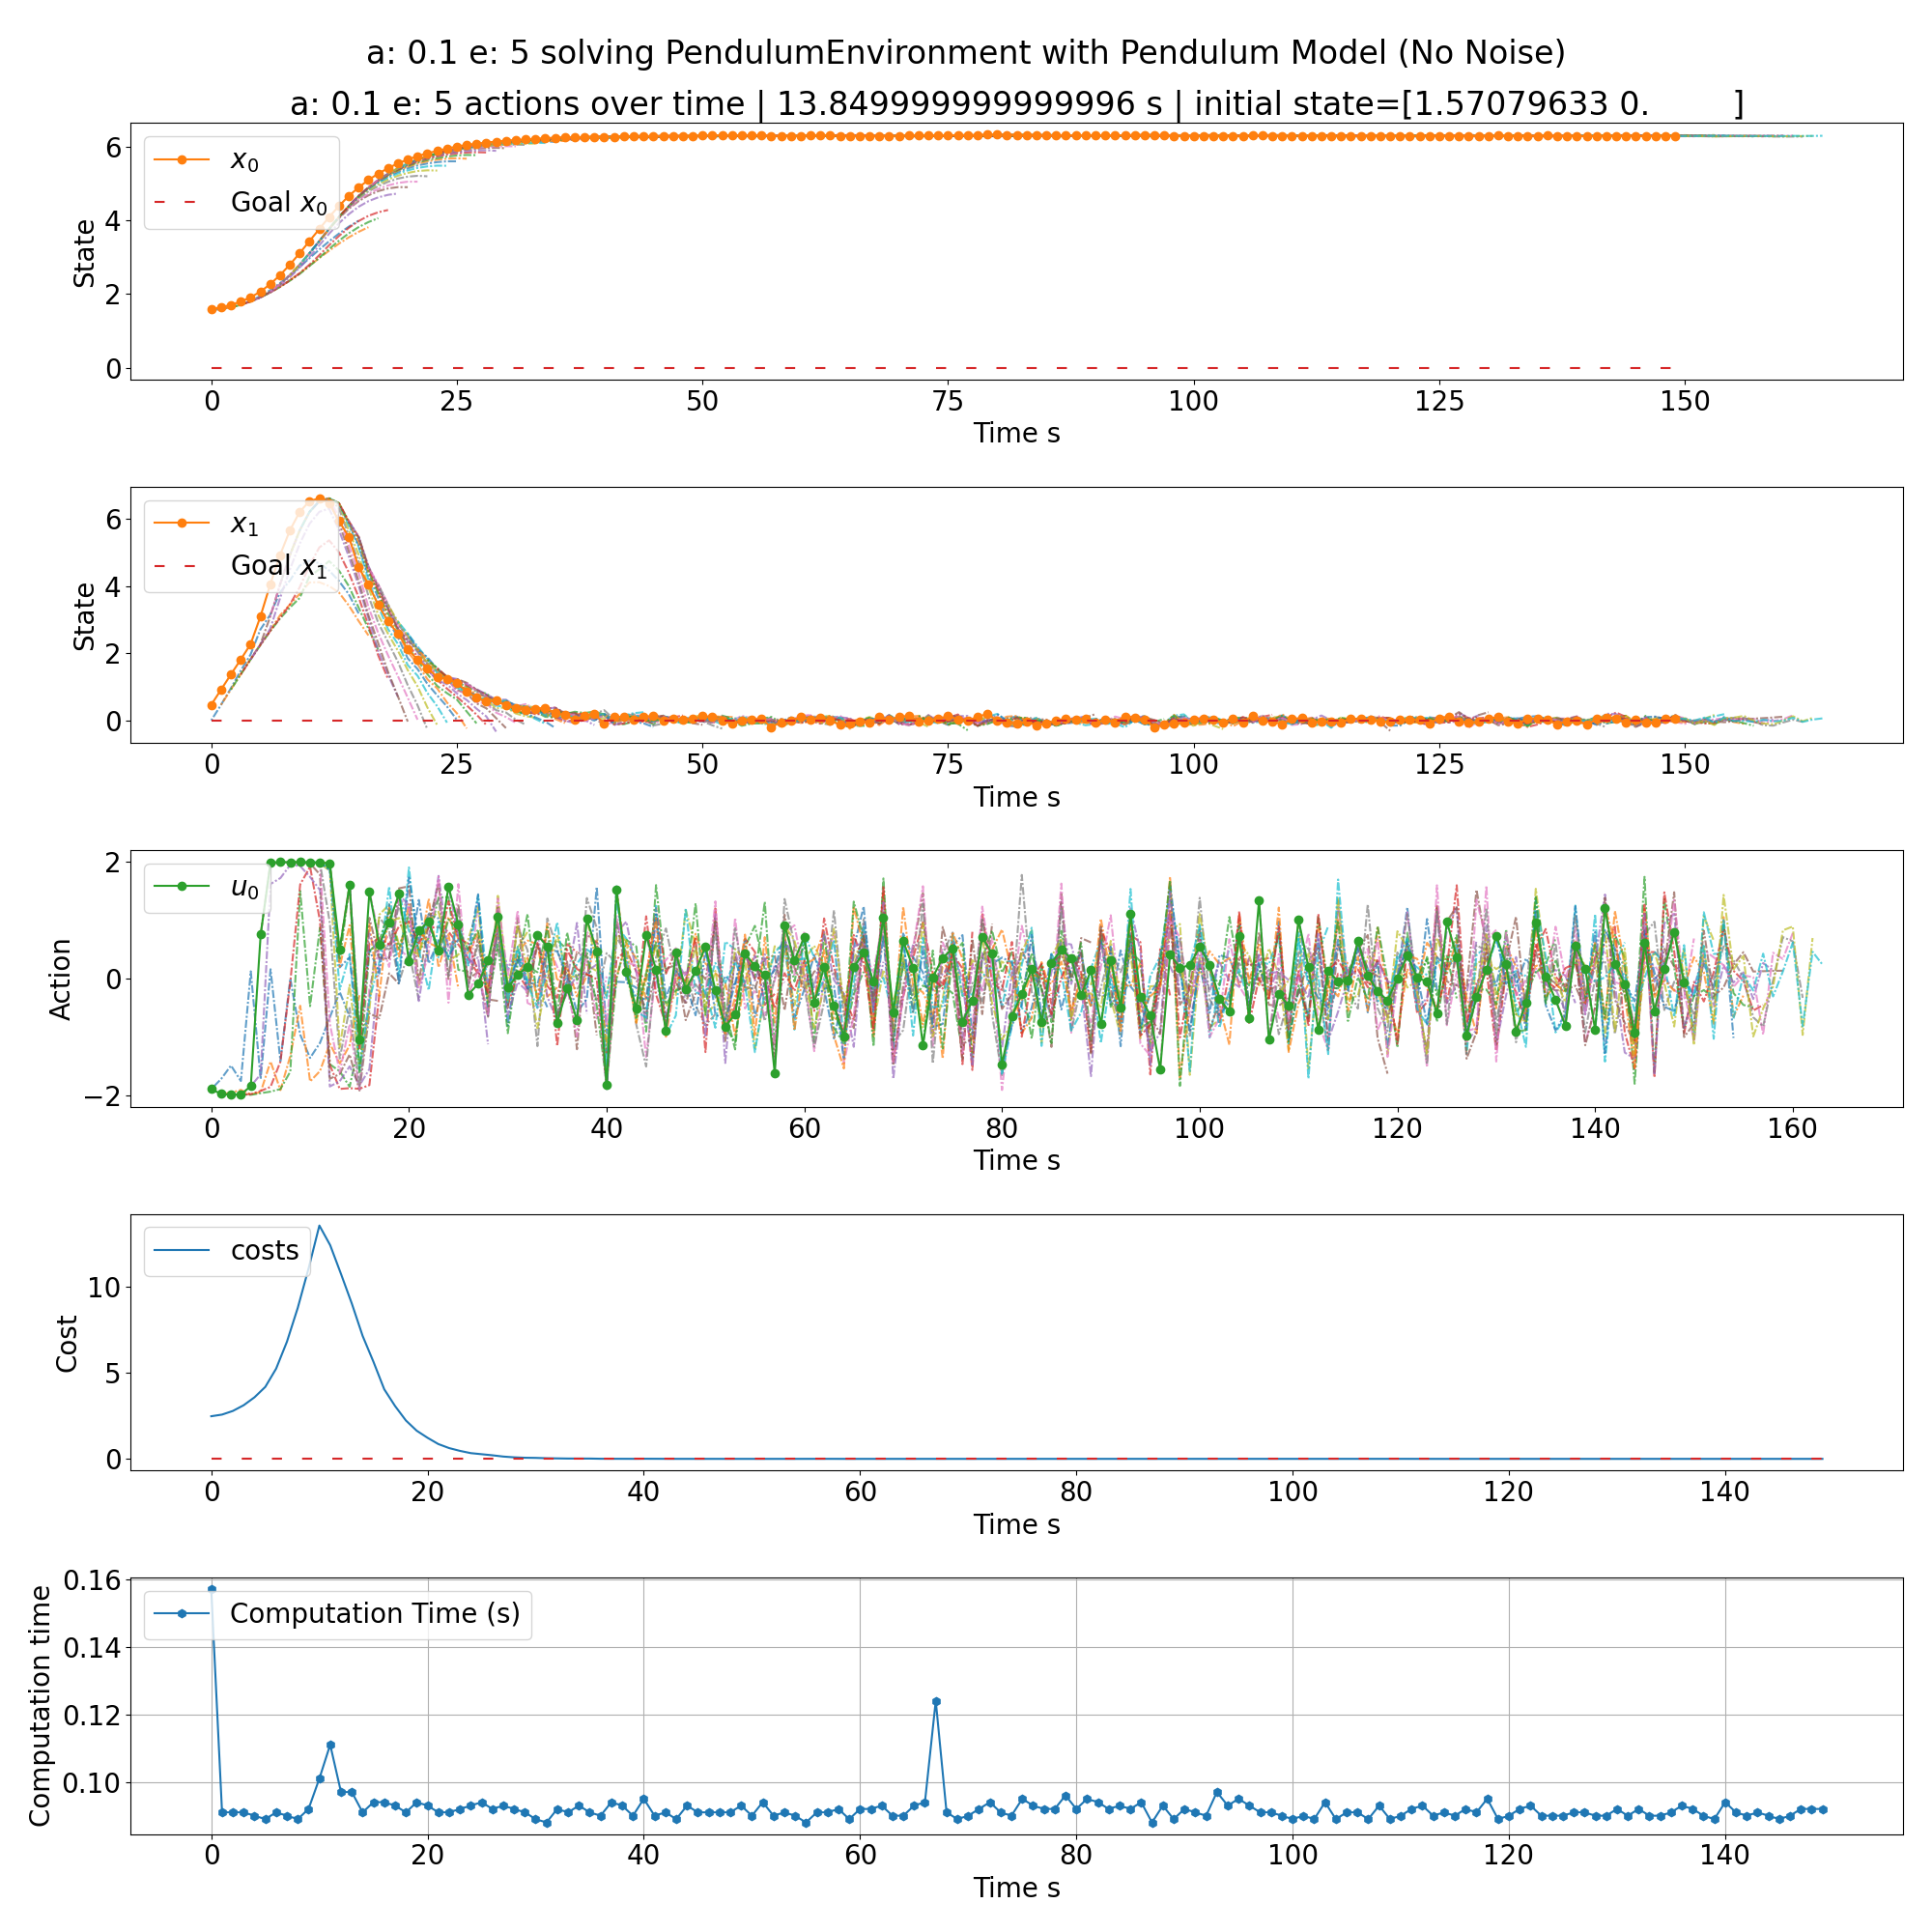 a: 0.1 e: 5 solving PendulumEnvironment with Pendulum Model (No Noise)
a: 0.1 e: 5 actions over time | 13.849999999999996 s | initial state=[1.57079633 0. ]
State
6
4
2
0
x₀
Goal x₀
0 25 50 75 100 125 150
Time s
State
6
4
2
0
x₁
Goal x₁
0 25 50 75 100 125 150
Time s
Action
2
0
−2
u₀
0 20 40 60 80 100 120 140 160
Time s
Cost
10
5
0
costs
0 20 40 60 80 100 120 140
Time s
Computation time
0.16
0.14
0.12
0.10
Computation Time (s)
0 20 40 60 80 100 120 140
Time s